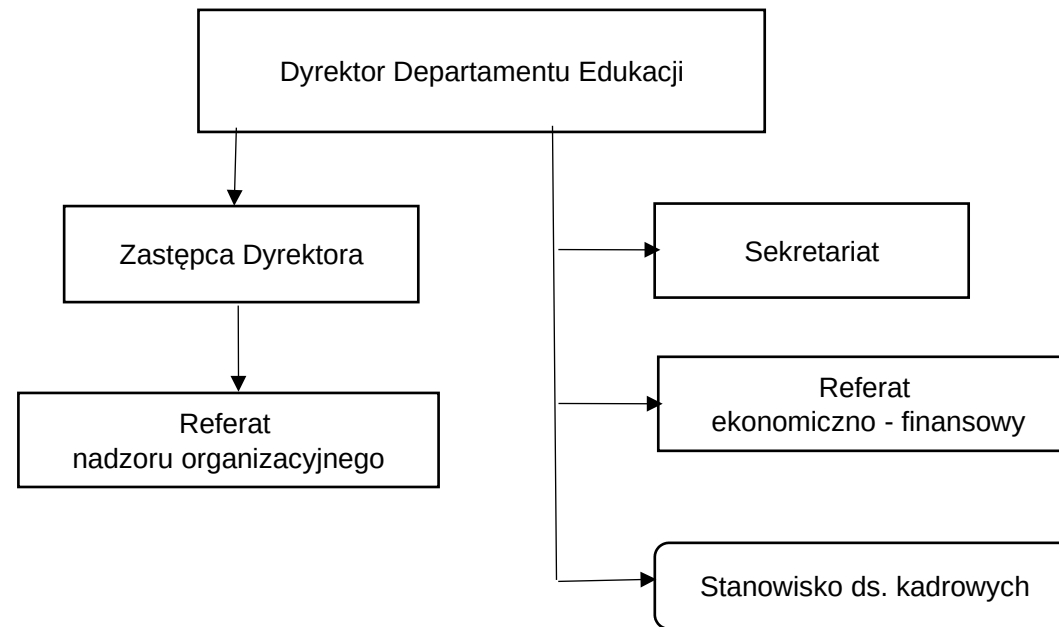 Dyrektor Departamentu Edukacji
Zastępca Dyrektora
Sekretariat
Referat
nadzoru organizacyjnego
Referat
ekonomiczno - finansowy
Stanowisko ds. kadrowych